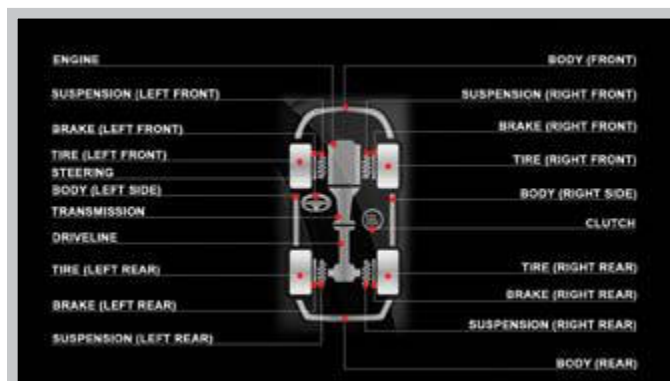 ENGINE
SUSPENSION (LEFT FRONT)
BRAKE (LEFT FRONT)
TIRE (LEFT FRONT)
STEERING
BODY (LEFT SIDE)
TRANSMISSION
DRIVELINE
TIRE (LEFT REAR)
BRAKE (LEFT REAR)
SUSPENSION (LEFT REAR)
BODY (FRONT)
SUSPENSION (RIGHT FRONT)
BRAKE (RIGHT FRONT)
TIRE (RIGHT FRONT)
BODY (RIGHT SIDE)
CLUTCH
TIRE (RIGHT REAR)
BRAKE (RIGHT REAR)
SUSPENSION (RIGHT REAR)
BODY (REAR)